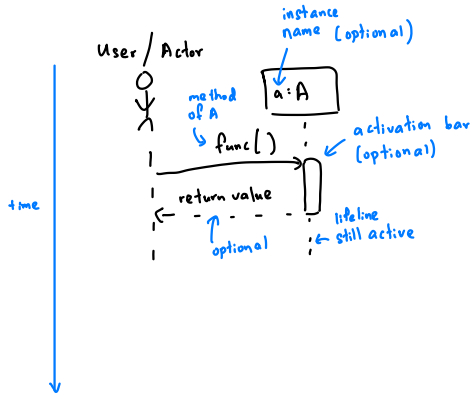 instance
name (optional)
User / Actor
a : A
method
of A
func()
activation bar
(optional)
time
return value
optional
lifeline
still active